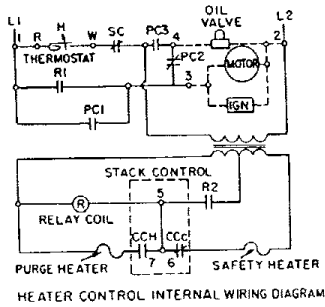 L1 OIL VALVE L2
1 R H W SC PC3 4 2
THERMOSTAT PC2 MOTOR
R1 3
IGN
PC1
STACK CONTROL
R 5 R2
RELAY COIL
CCH CCc
7 6
PURGE HEATER SAFETY HEATER
HEATER CONTROL INTERNAL WIRING DIAGRAM